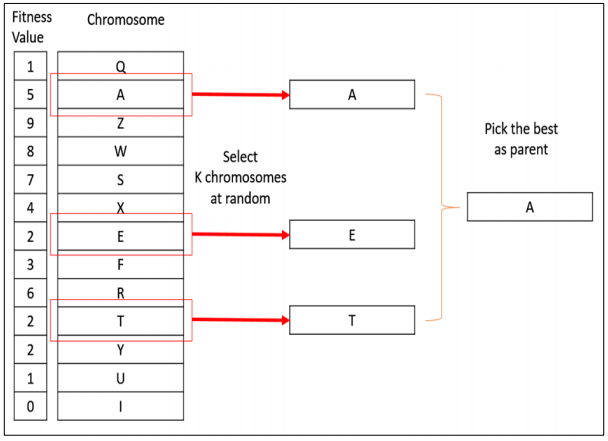 Fitness
Value
Chromosome
1 Q
5 A A
9 Z
8 W
7 S
4 X
2 E E
3 F
6 R
2 T T
2 Y
1 U
0 I
Select
K chromosomes
at random
Pick the best
as parent
A